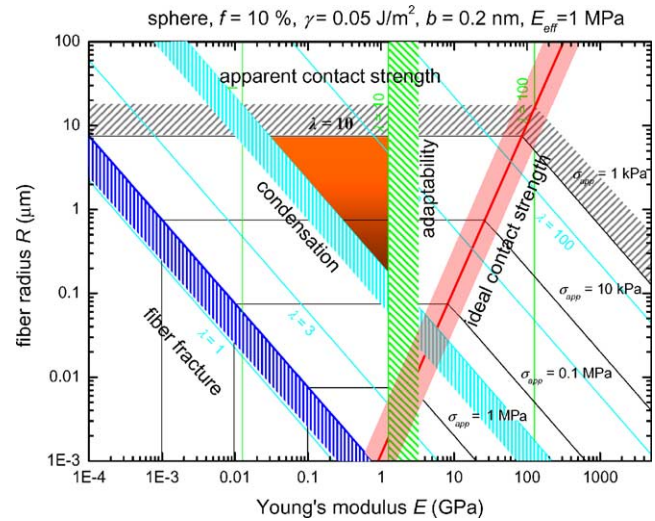 sphere, f = 10 %, γ = 0.05 J/m², b = 0.2 nm, E_eff=1 MPa
100
10
1
0.1
0.01
1E-3
fiber radius R (μm)
apparent contact strength
λ = 10
10
100
condensation
adaptability
ideal contact strength
fiber fracture
λ = 1
λ = 3
λ = 100
σ_app = 1 kPa
σ_app = 10 kPa
σ_app = 0.1 MPa
σ_app = 1 MPa
1E-4
1E-3
0.01
0.1
1
10
100
1000
Young's modulus E (GPa)